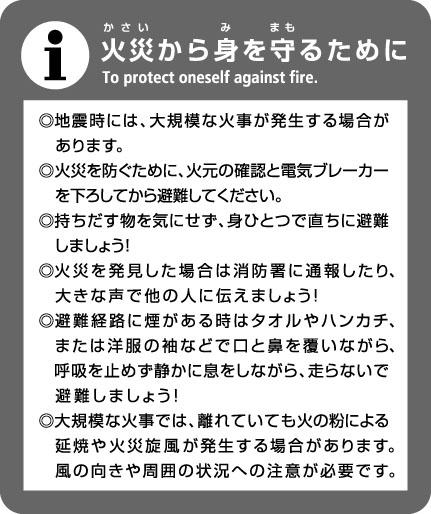 かさい み まも
火災から身を守るために
To protect oneself against fire.
◎地震時には、大規模な火事が発生する場合が
あります。
◎火災を防ぐために、火元の確認と電気ブレーカー
を下ろしてから避難してください。
◎持ちだす物を気にせず、身ひとつで直ちに避難
しましょう!
◎火災を発見した場合は消防署に通報したり、
大きな声で他の人に伝えましょう!
◎避難経路に煙がある時はタオルやハンカチ、
または洋服の袖などで口と鼻を覆いながら、
呼吸を止めず静かに息をしながら、走らないで
避難しましょう!
◎大規模な火事では、離れていても火の粉による
延焼や火災旋風が発生する場合があります。
風の向きや周囲の状況への注意が必要です。